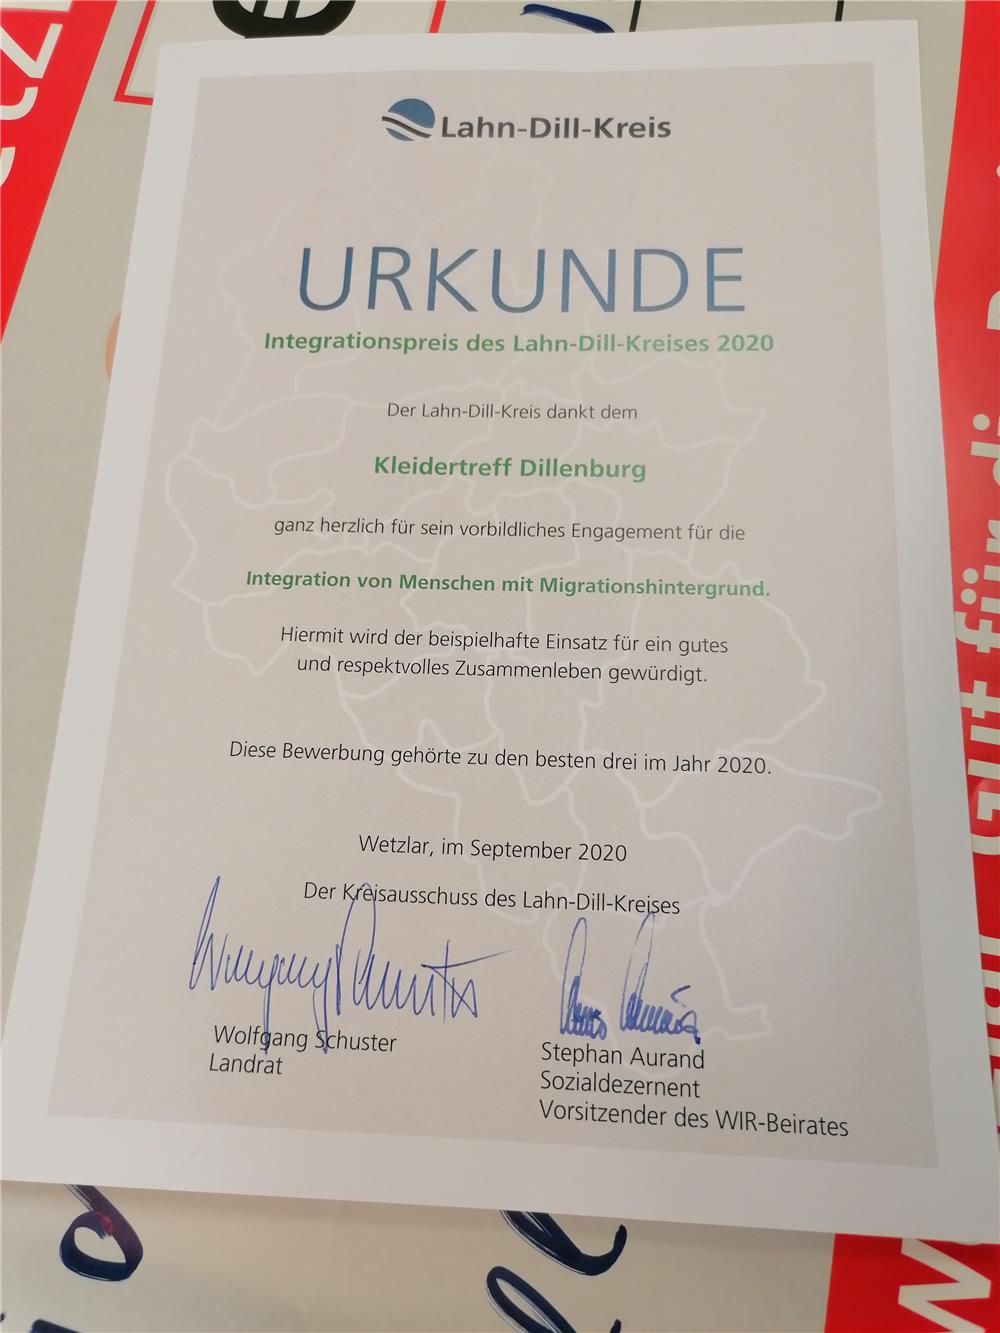 Lahn-Dill-Kreis
URKUNDE
Integrationspreis des Lahn-Dill-Kreises 2020
Der Lahn-Dill-Kreis dankt dem
Kleidertreff Dillenburg
ganz herzlich für sein vorbildliches Engagement für die
Integration von Menschen mit Migrationshintergrund.
Hiermit wird der beispielhafte Einsatz für ein gutes
und respektvolles Zusammenleben gewürdigt.
Diese Bewerbung gehörte zu den besten drei im Jahr 2020.
Wetzlar, im September 2020
Der Kreisausschuss des Lahn-Dill-Kreises
Wolfgang Schuster
Landrat
Stephan Aurand
Sozialdezernent
Vorsitzender des WIR-Beirates
€
Gut für di